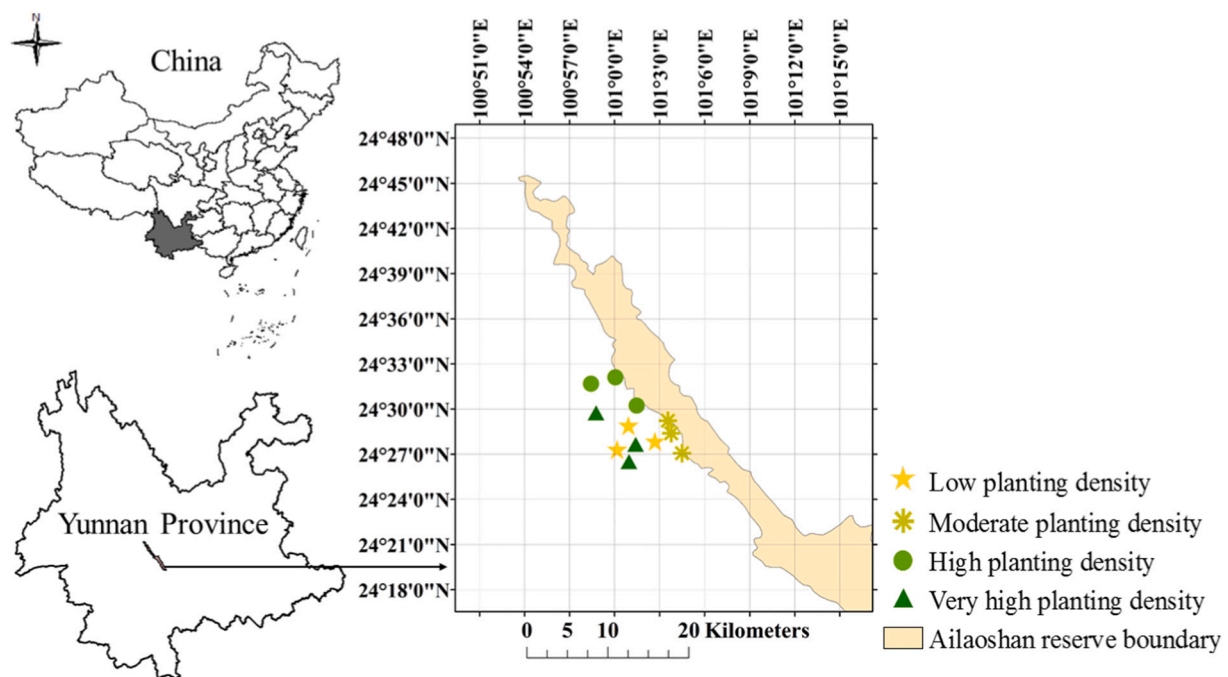 N
China
Yunnan Province
100°51'0"E
100°54'0"E
100°57'0"E
101°0'0"E
101°3'0"E
101°6'0"E
101°9'0"E
101°12'0"E
101°15'0"E
24°48'0"N
24°45'0"N
24°42'0"N
24°39'0"N
24°36'0"N
24°33'0"N
24°30'0"N
24°27'0"N
24°24'0"N
24°21'0"N
24°18'0"N
0 5 10 20 Kilometers
Low planting density
Moderate planting density
High planting density
Very high planting density
Ailaoshan reserve boundary